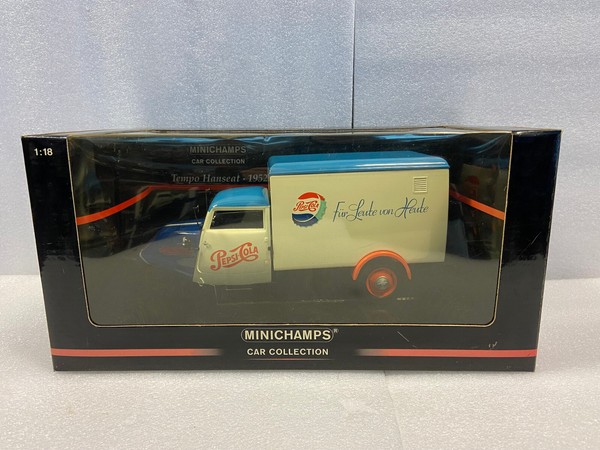 1:18
MINICHAMPS®
CAR COLLECTION
Tempo Hanseat - 1952
PEPSI-COLA
Für Leute von Heute
PEPSI-COLA
MINICHAMPS®
CAR COLLECTION